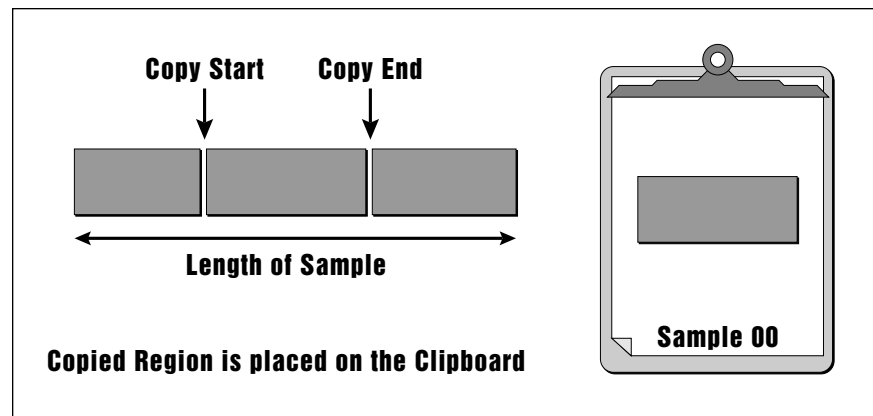 Copy Start
Copy End
Length of Sample
Copied Region is placed on the Clipboard
Sample 00